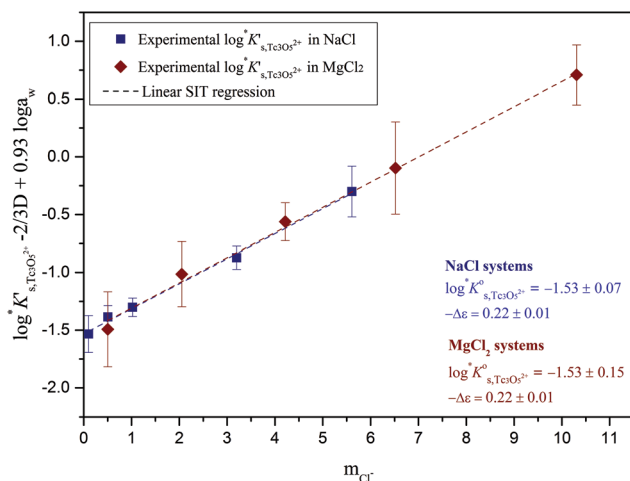 Experimental log*K's,Tc3O5²⁺ in NaCl
Experimental log*K's,Tc3O5²⁺ in MgCl₂
Linear SIT regression
log*K's,Tc3O5²⁺ -2/3D + 0.93 loga_w
1.0
0.5
0.0
-0.5
-1.0
-1.5
-2.0
NaCl systems
log*K°s,Tc3O5²⁺ = −1.53 ± 0.07
−Δε = 0.22 ± 0.01
MgCl₂ systems
log*K°s,Tc3O5²⁺ = −1.53 ± 0.15
−Δε = 0.22 ± 0.01
0 1 2 3 4 5 6 7 8 9 10 11
m_Cl⁻